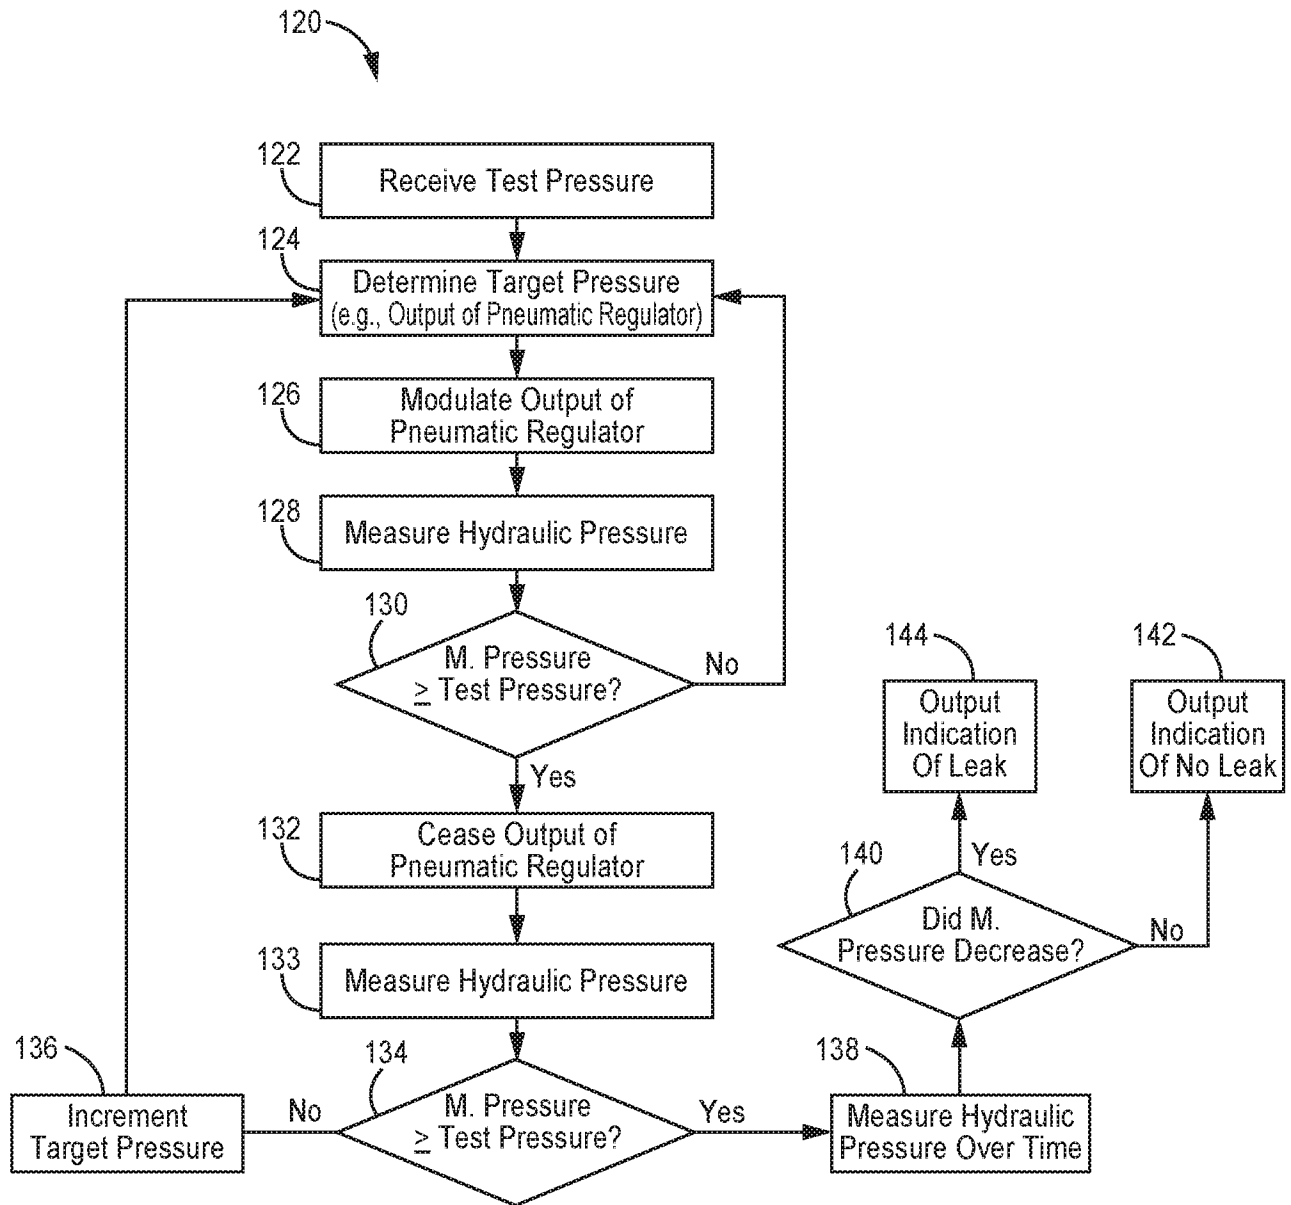 120
122
Receive Test Pressure
124
Determine Target Pressure
(e.g., Output of Pneumatic Regulator)
126
Modulate Output of
Pneumatic Regulator
128
Measure Hydraulic Pressure
130
M. Pressure
≥ Test Pressure?
No
Yes
132
Cease Output of
Pneumatic Regulator
133
Measure Hydraulic Pressure
134
M. Pressure
≥ Test Pressure?
No
Yes
136
Increment
Target Pressure
138
Measure Hydraulic
Pressure Over Time
140
Did M.
Pressure Decrease?
Yes
No
144
Output
Indication
Of Leak
142
Output
Indication
Of No Leak